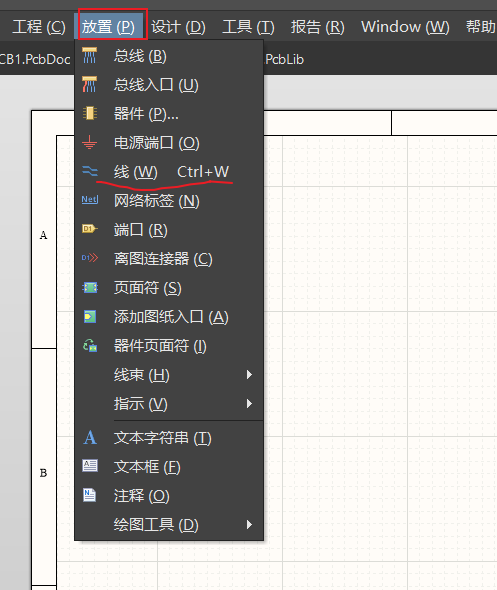 工程 (C) 放置 (P) 设计 (D) 工具 (T) 报告 (R) Window (W) 帮助
CB1.PcbDoc .PcbLib
总线 (B)
总线入口 (U)
器件 (P)...
电源端口 (O)
线 (W) Ctrl+W
Net 网络标签 (N)
D1 端口 (R)
D1 离图连接器 (C)
页面符 (S)
添加图纸入口 (A)
器件页面符 (I)
线束 (H)
指示 (V)
A 文本字符串 (T)
文本框 (F)
注释 (O)
绘图工具 (D)
A
B